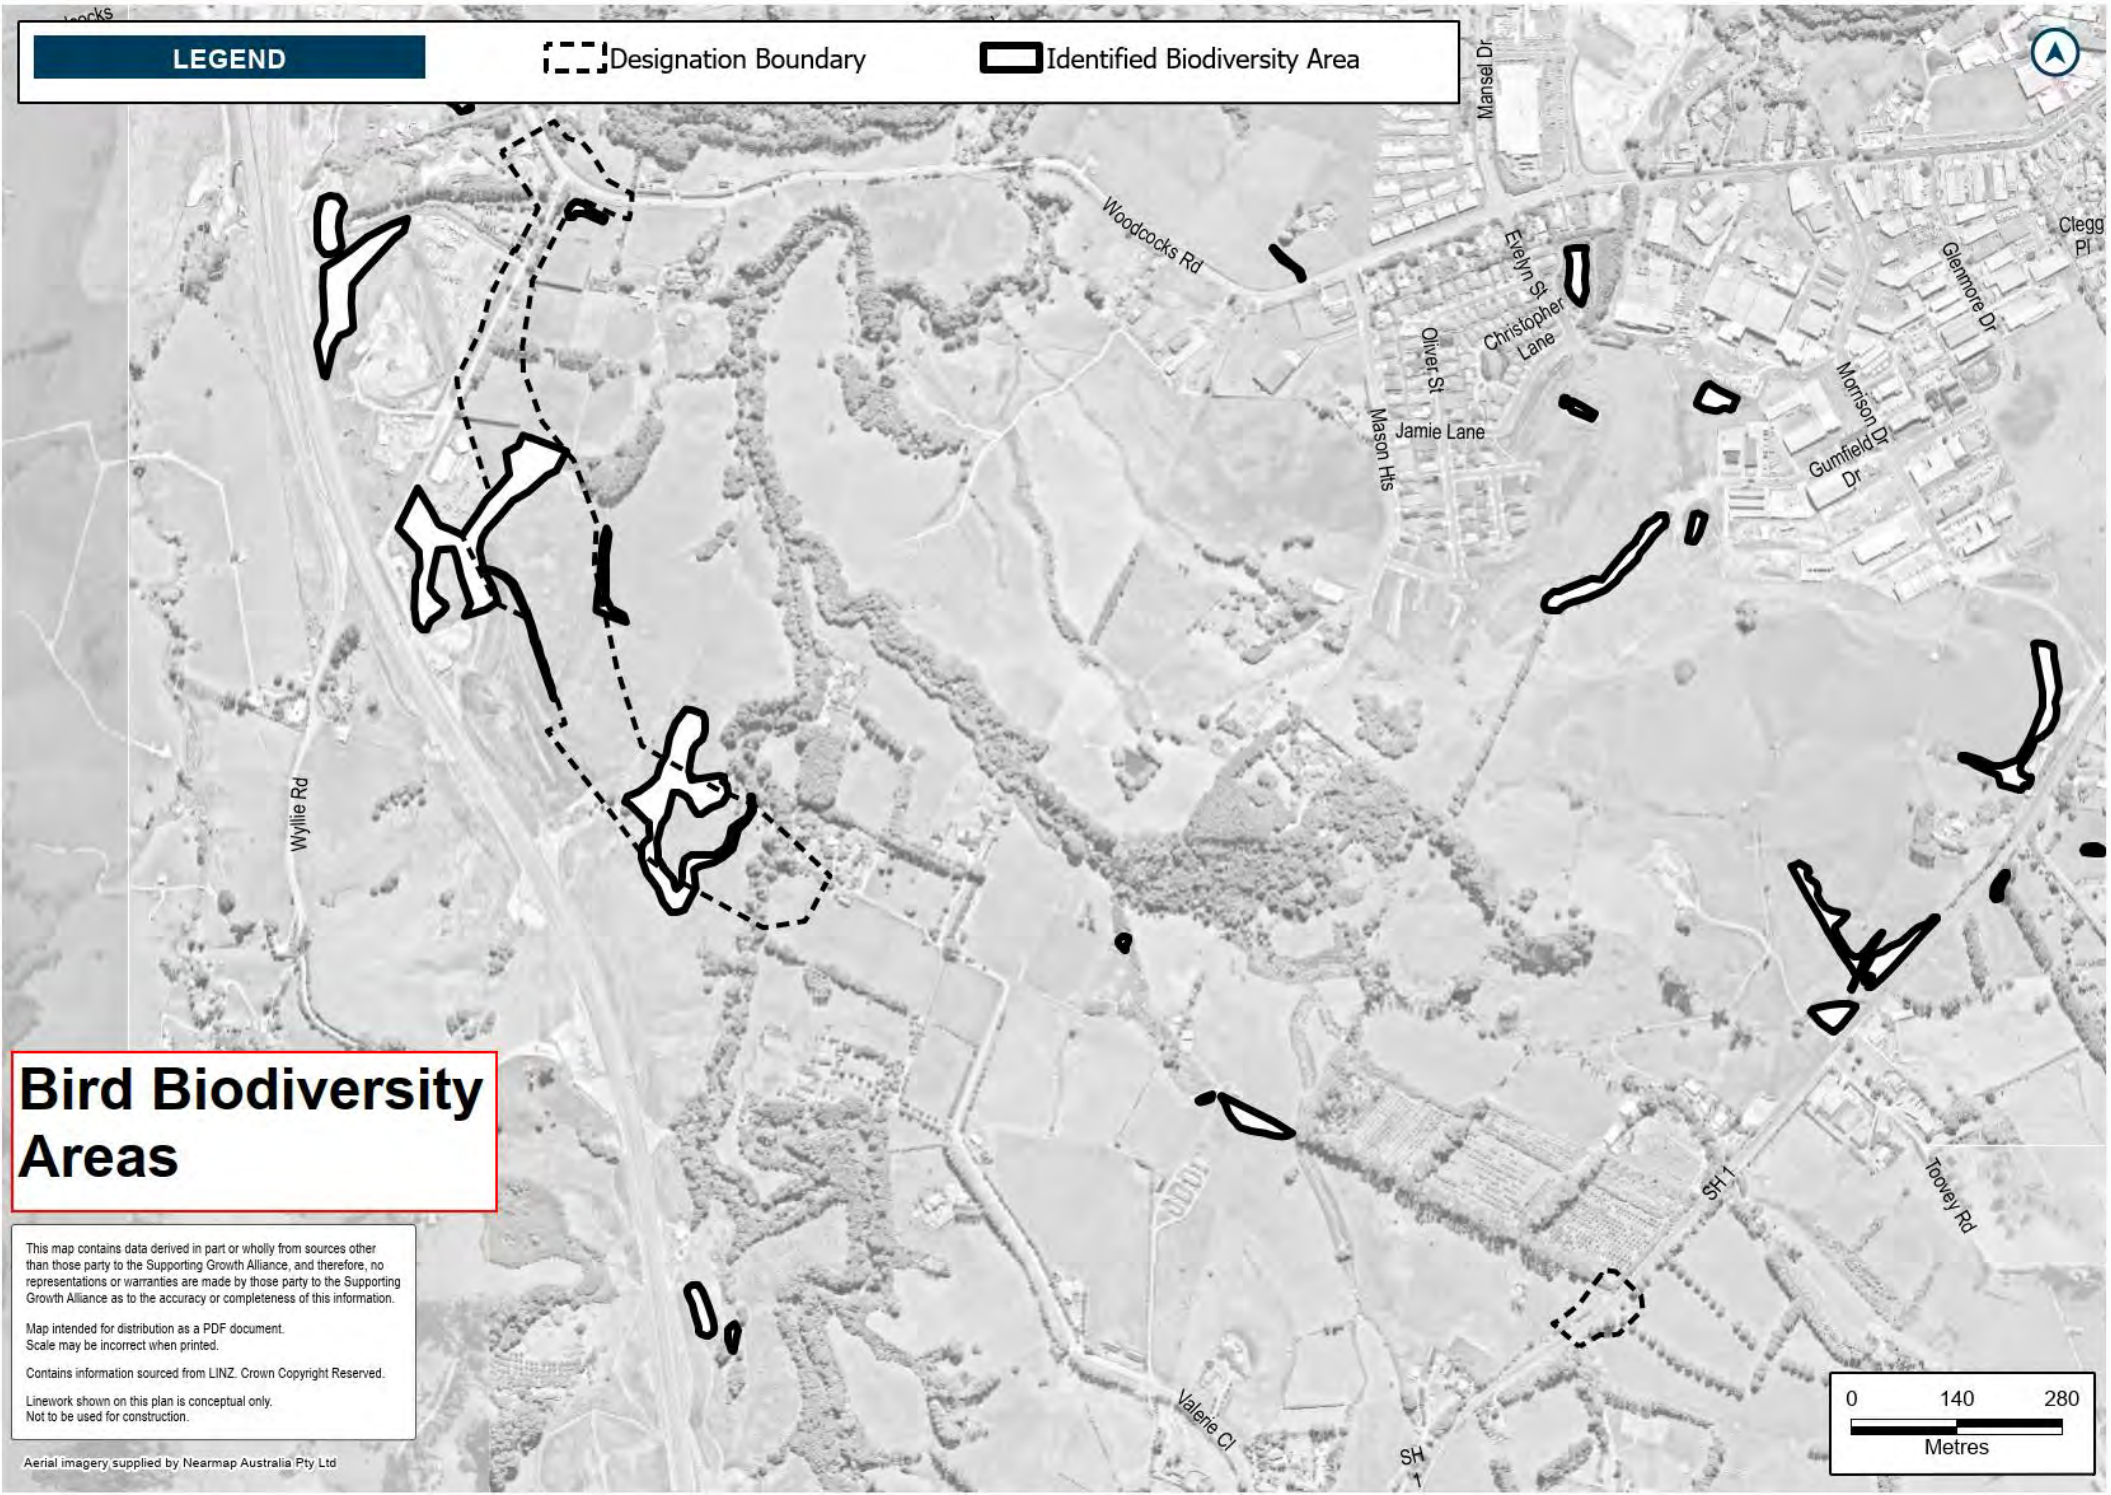 cocks
LEGEND
Designation Boundary
Identified Biodiversity Area
Mansel Dr
Woodcocks Rd
Evelyn St
Christopher
Lane
Oliver St
Mason Hts
Jamie Lane
Clegg
Pl
Glenmore Dr
Morrison Dr
Gumfield
Dr
Wyllie Rd
SH 1
Toovey Rd
Valerie Cl
SH
1
Bird Biodiversity
Areas
This map contains data derived in part or wholly from sources other
than those party to the Supporting Growth Alliance, and therefore, no
representations or warranties are made by those party to the Supporting
Growth Alliance as to the accuracy or completeness of this information.
Map intended for distribution as a PDF document.
Scale may be incorrect when printed.
Contains information sourced from LINZ. Crown Copyright Reserved.
Linework shown on this plan is conceptual only.
Not to be used for construction.
Aerial imagery supplied by Nearmap Australia Pty Ltd
0 140 280
Metres